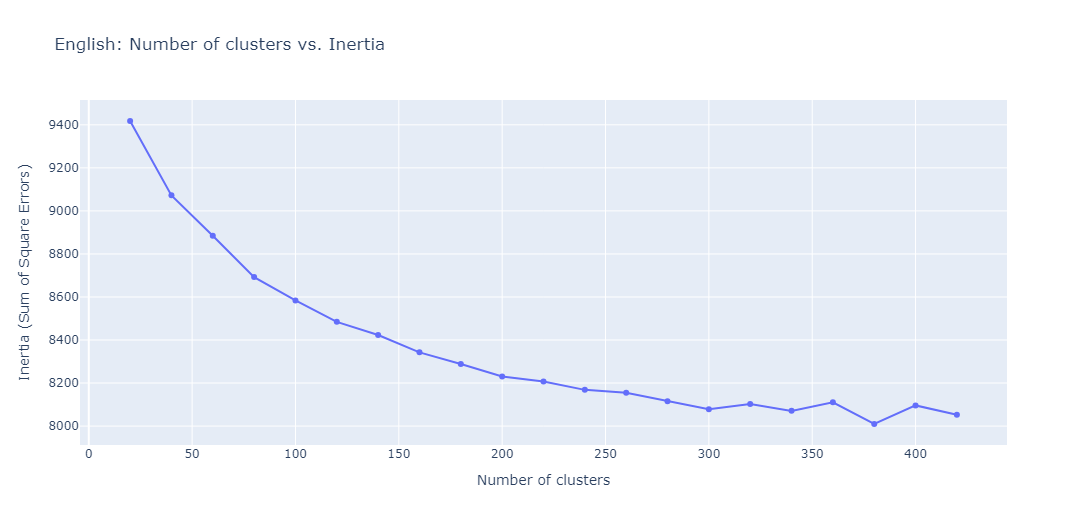 English: Number of clusters vs. Inertia
Inertia (Sum of Square Errors)
9400
9200
9000
8800
8600
8400
8200
8000
0 50 100 150 200 250 300 350 400
Number of clusters